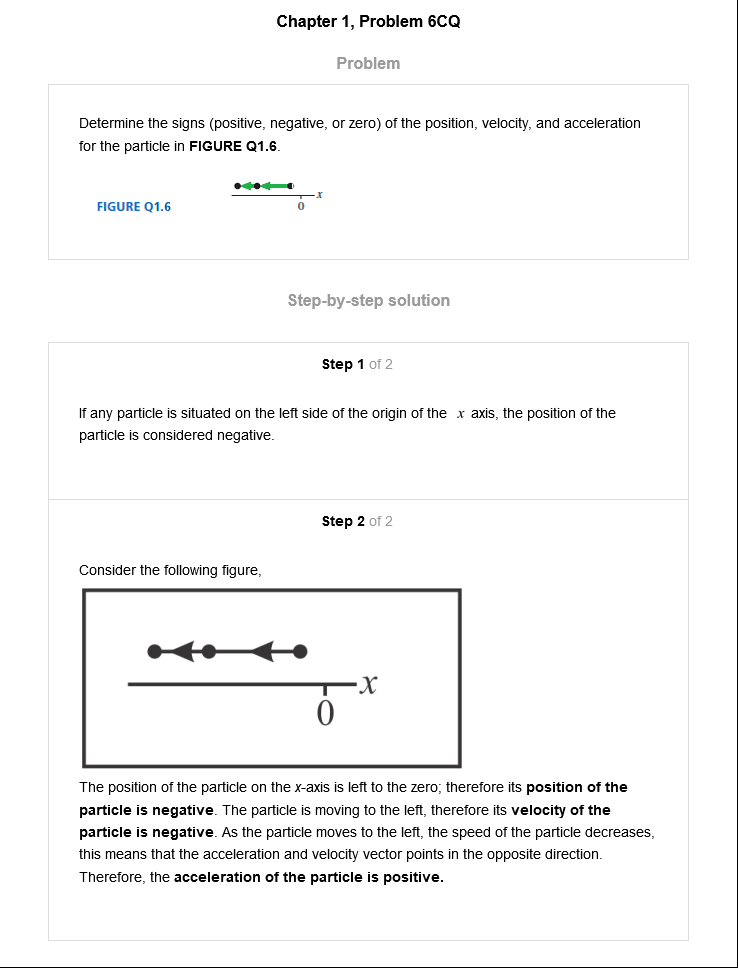 Chapter 1, Problem 6CQ
Problem
Determine the signs (positive, negative, or zero) of the position, velocity, and acceleration
for the particle in FIGURE Q1.6.
x
0
FIGURE Q1.6
Step-by-step solution
Step 1 of 2
If any particle is situated on the left side of the origin of the x axis, the position of the
particle is considered negative.
Step 2 of 2
Consider the following figure,
x
0
The position of the particle on the x-axis is left to the zero; therefore its position of the
particle is negative. The particle is moving to the left, therefore its velocity of the
particle is negative. As the particle moves to the left, the speed of the particle decreases,
this means that the acceleration and velocity vector points in the opposite direction.
Therefore, the acceleration of the particle is positive.